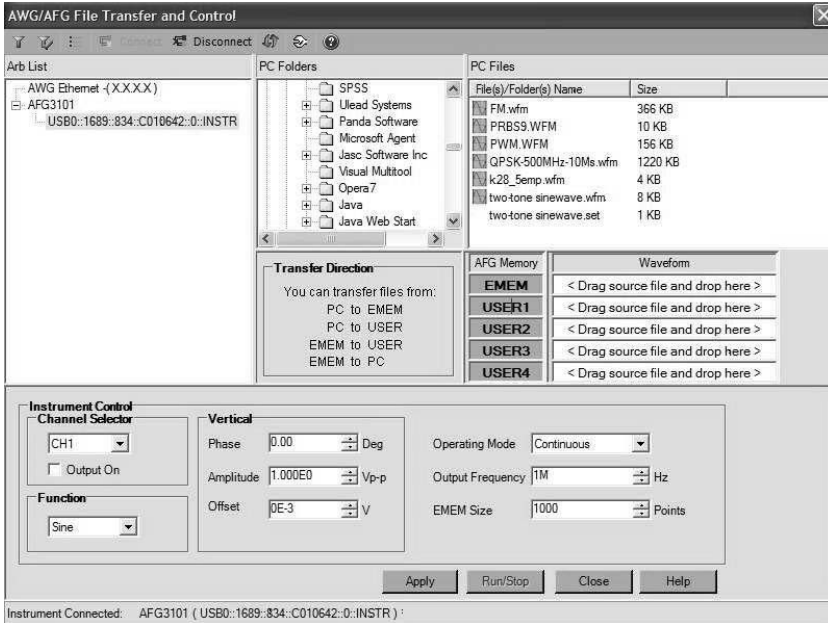 AWG/AFG File Transfer and Control
Connect Disconnect
Arb List
AWG Ethernet -(X.X.X.X)
AFG3101
USB0::1689::834::C010642::0::INSTR
PC Folders
SPSS
Ulead Systems
Panda Software
Microsoft Agent
Jasc Software Inc
Visual Multitool
Opera7
Java
Java Web Start
PC Files
File(s)/Folder(s) Name Size
FM.wfm 366 KB
PRBS9.WFM 10 KB
PWM.WFM 156 KB
QPSK-500MHz-10Ms.wfm 1220 KB
k28_5emp.wfm 4 KB
two-tone sinewave.wfm 8 KB
two-tone sinewave.set 1 KB
Transfer Direction
You can transfer files from:
PC to EMEM
PC to USER
EMEM to USER
EMEM to PC
AFG Memory Waveform
EMEM < Drag source file and drop here >
USER1 < Drag source file and drop here >
USER2 < Drag source file and drop here >
USER3 < Drag source file and drop here >
USER4 < Drag source file and drop here >
Instrument Control
Channel Selector
CH1
Output On
Function
Sine
Vertical
Phase 0.00 Deg
Amplitude 1.000E0 Vp-p
Offset 0E-3 V
Operating Mode Continuous
Output Frequency 1M Hz
EMEM Size 1000 Points
Apply Run/Stop Close Help
Instrument Connected: AFG3101 ( USB0::1689::834::C010642::0::INSTR ) :